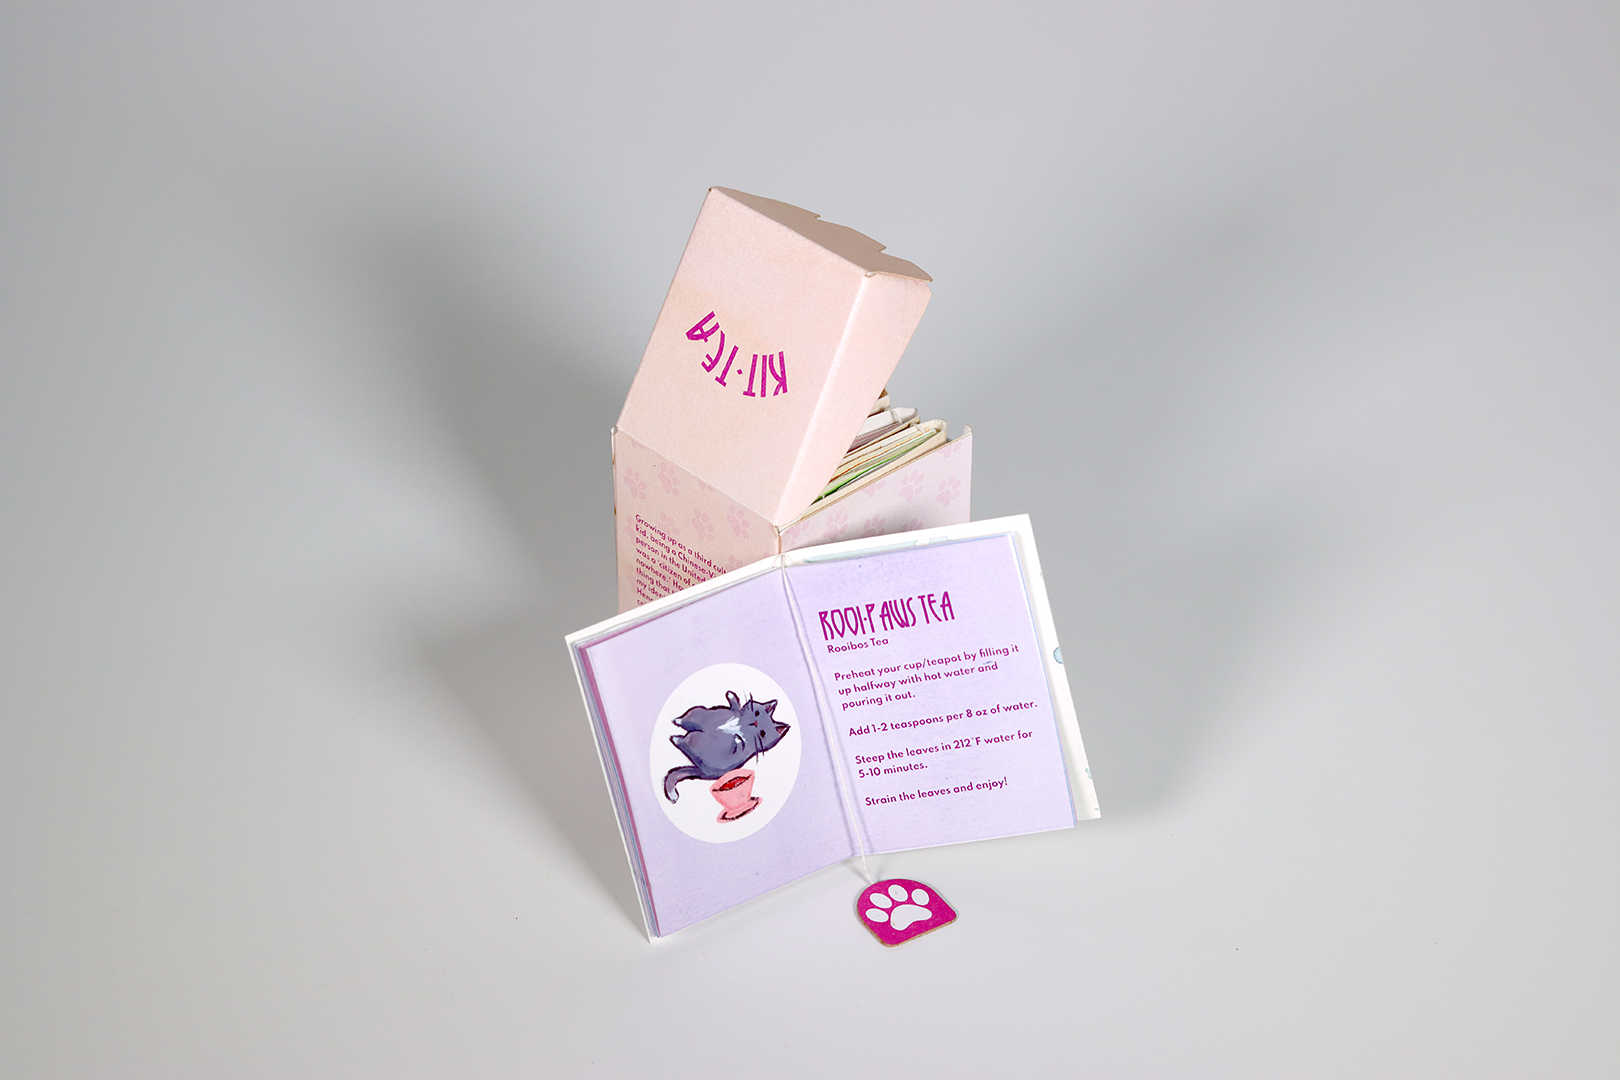 KIT·TEA
Growing up as a third
kid, being a
person in the United
was a 'citizen of
nowhere.'
thing that
my
ROOI·PAWS TEA
Rooibos Tea
Preheat your cup/teapot by filling it
up halfway with hot water and
pouring it out.
Add 1-2 teaspoons per 8 oz of water.
Steep the leaves in 212°F water for
5-10 minutes.
Strain the leaves and enjoy!